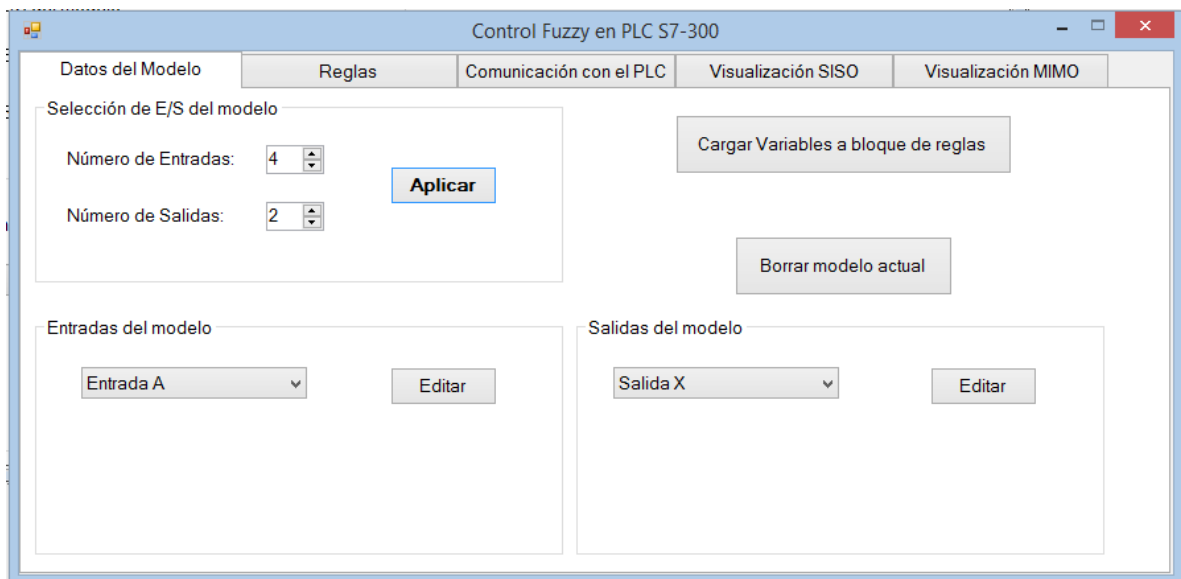 Control Fuzzy en PLC S7-300
Datos del Modelo
Reglas
Comunicación con el PLC
Visualización SISO
Visualización MIMO
Selección de E/S del modelo
Número de Entradas:
4
Aplicar
Número de Salidas:
2
Cargar Variables a bloque de reglas
Borrar modelo actual
Entradas del modelo
Entrada A
Editar
Salidas del modelo
Salida X
Editar